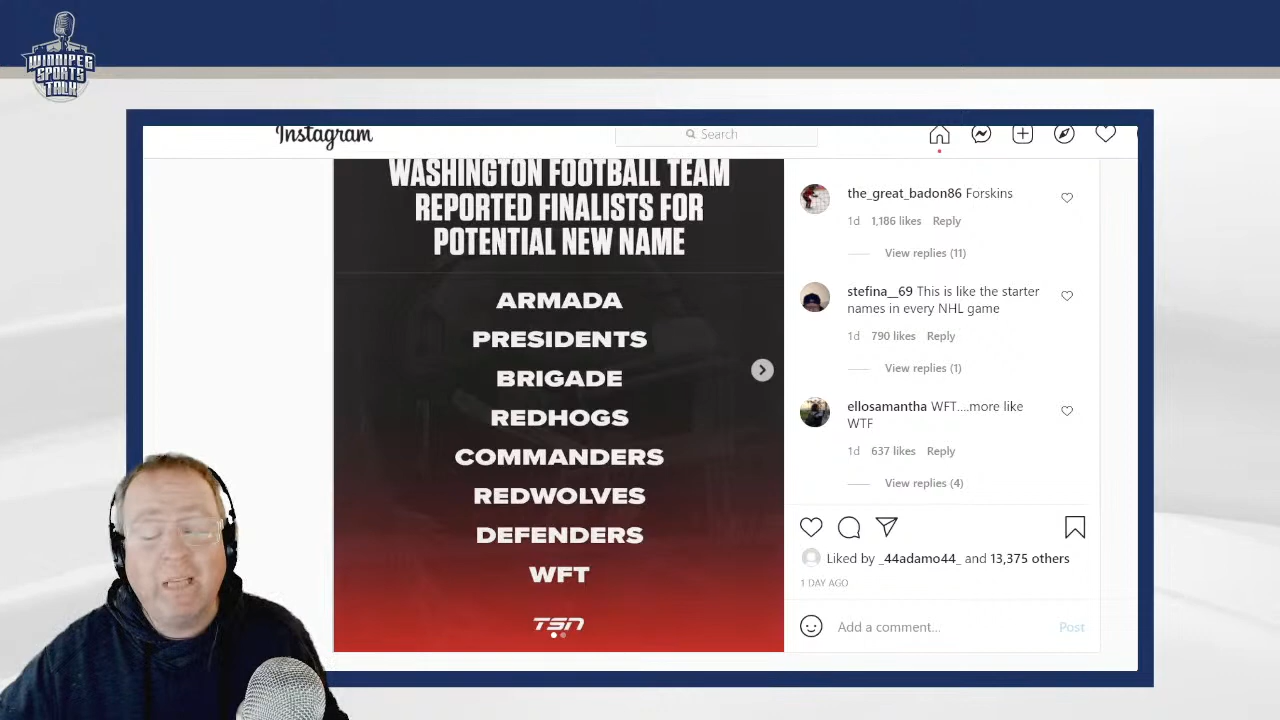 WINNIPEG
SPORTS
TALK
Instagram
Search
WASHINGTON FOOTBALL TEAM
REPORTED FINALISTS FOR
POTENTIAL NEW NAME
ARMADA
PRESIDENTS
BRIGADE
REDHOGS
COMMANDERS
REDWOLVES
DEFENDERS
WFT
TSN
the_great_badon86 Forskins
1d 1,186 likes Reply
View replies (11)
stefina__69 This is like the starter
names in every NHL game
1d 790 likes Reply
View replies (1)
ellosamantha WFT....more like
WTF
1d 637 likes Reply
View replies (4)
Liked by _44adamo44_ and 13,375 others
1 DAY AGO
Add a comment...
Post